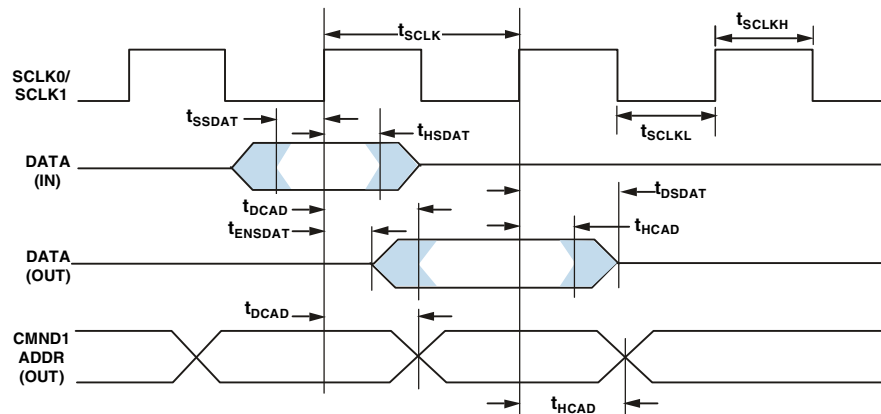 tSCLK
tSCLKH
SCLK0/
SCLK1
tSSDAT
tHSDAT
tSCLKL
DATA
(IN)
tDCAD
tDSDAT
tENSDAT
tHCAD
DATA
(OUT)
tDCAD
CMND1
ADDR
(OUT)
tHCAD